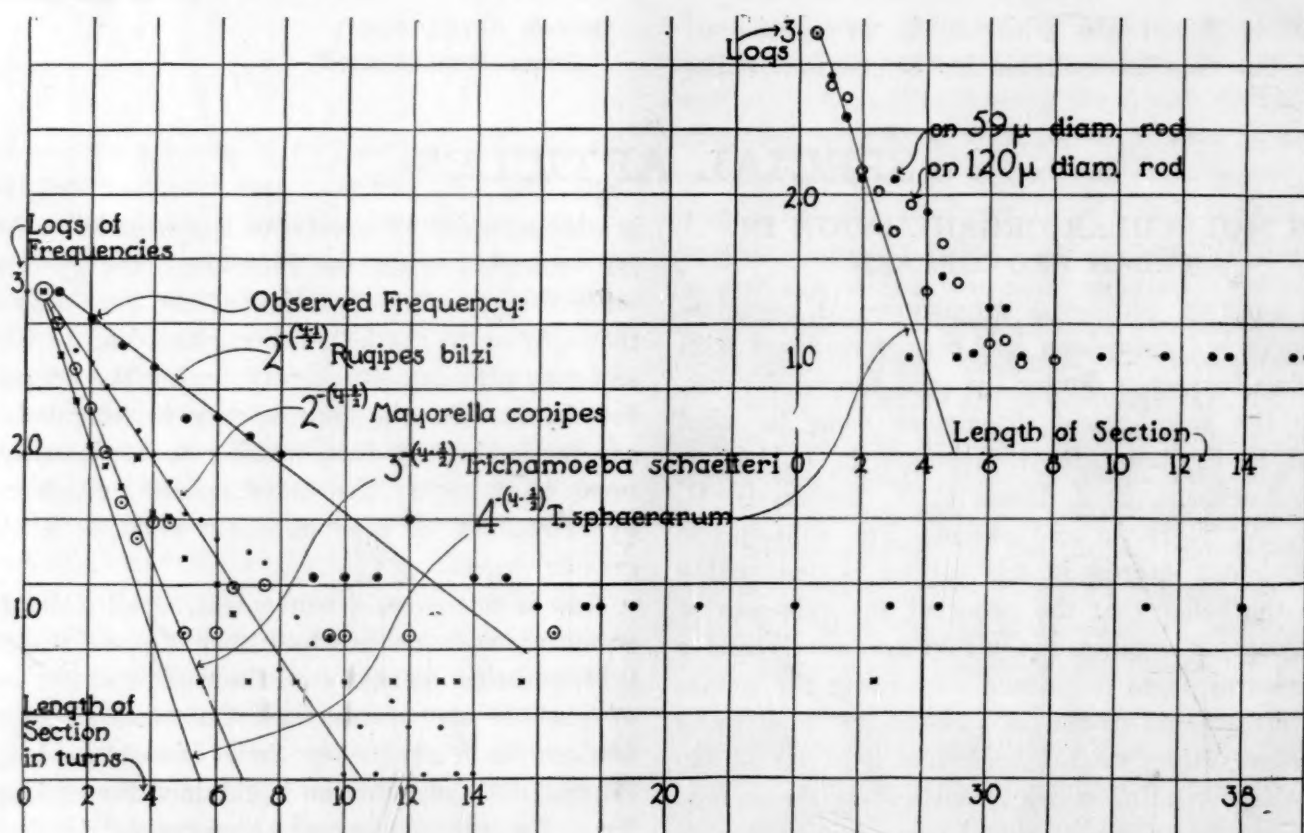 Logs→3
on 59μ diam. rod
on 120μ diam. rod
2.0
1.0
Length of Section
0 2 4 6 8 10 12 14
Logs of
Frequencies
3
Observed Frequency:
2^-(4·½) Rugipes bilzi
2^-(4·½) Mayorella conipes
3^-(4·½) Trichamoeba schaefferi
T. sphaerarum
2.0
1.0
Length of
Section
in turns
0 2 4 6 8 10 12 14 20 30